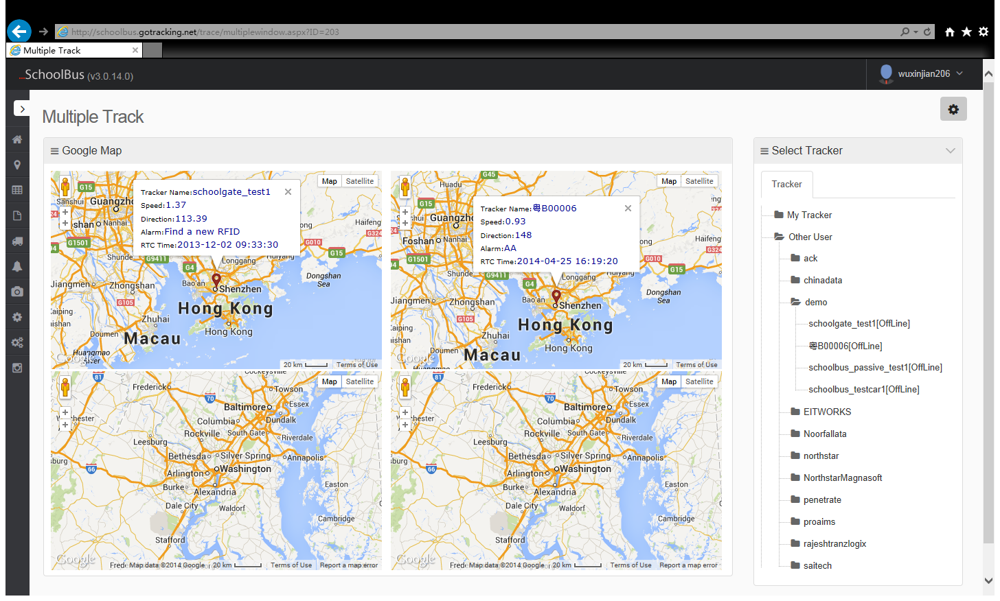 http://schoolbus.gotracking.net/trace/multiplewindow.aspx?ID=203
Multiple Track
...SchoolBus (v3.0.14.0)
wuxinjian206
Multiple Track
Google Map
Tracker Name:schoolgate_test1
Speed:1.37
Direction:113.39
Alarm:Find a new RFID
RTC Time:2013-12-02 09:33:30
Map Satellite
G15
Sanshui
Guangzho
shan
Nanhai
G1501
Shunde
G9411
G4
Longgang
Huiyang
Haifeng
G324
G010
G15
Dongshan
Sea
Jiangmen
Zhongshan
Bao'an
Shenzhen
G105
Kaiping
Hong Kong
Zhuhai
Doumen
Hong Kong
Macau
Huangmao
Google
20 km
Terms of Use
Tracker Name:粤B00006
Speed:0.93
Direction:148
Alarm:AA
RTC Time:2014-04-25 16:19:20
Map Satellite
G45
Huadu
G15
Sanshui
Guangzh
Foshan
Nanhai
G1501
Shunde
G9411
G4
Longgang
Huiyang
Haifeng
G324
G010
G15
Dongshan
Sea
Jiangmen
Zhongshan
Bao'an
Shenzhen
G105
Kaiping
Hong Kong
Zhuhai
Doumen
Hong Kong
Macau
Google
20 km
Terms of Use
Map Satellite
81
Cockeysville
Frederick
Towson
70
Baltimore
Essex
Columbia
Dundalk
Rockville
South Gate
Riverdale
Leesburg
Bethesda
Silver Spring
Annapolis
66
Washington
Arlington
Burke
Alexandria
Easton
Dale City
Waldorf
Cambridge
Stafford
Google
Map data ©2014 Google
20 km
Terms of Use
Report a map error
Map Satellite
81
Cockeysville
Frederick
Towson
70
Baltimore
Essex
Columbia
Dundalk
Rockville
South Gate
Riverdale
Leesburg
Bethesda
Silver Spring
Annapolis
66
Washington
Arlington
Burke
Alexandria
Easton
Dale City
Waldorf
Cambridge
Stafford
Google
Map data ©2014 Google
20 km
Terms of Use
Report a map error
Select Tracker
Tracker
My Tracker
Other User
ack
chinadata
demo
schoolgate_test1[OffLine]
粤B00006[OffLine]
schoolbus_passive_test1[OffLine]
schoolbus_testcar1[OffLine]
EITWORKS
Noorfallata
northstar
NorthstarMagnasoft
penetrate
proaims
rajeshtranzlogix
saitech